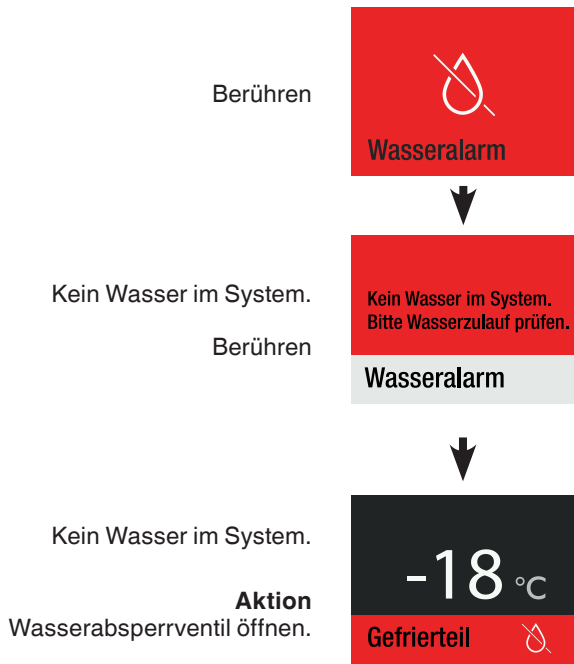 Berühren
Wasseralarm
Kein Wasser im System.
Berühren
Kein Wasser im System.
Bitte Wasserzulauf prüfen.
Wasseralarm
Kein Wasser im System.
Aktion
Wasserabsperrventil öffnen.
-18 °C
Gefrierteil